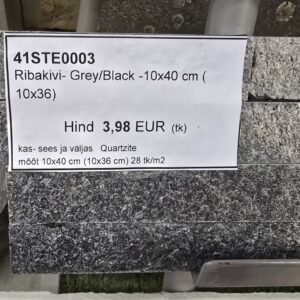 41STE0003
Ribakivi- Grey/Black -10x40 cm (
10x36)
Hind 3,98 EUR (tk)
kas- sees ja väljas Quartzite
mõõt 10x40 cm (10x36 cm) 28 tk/m2